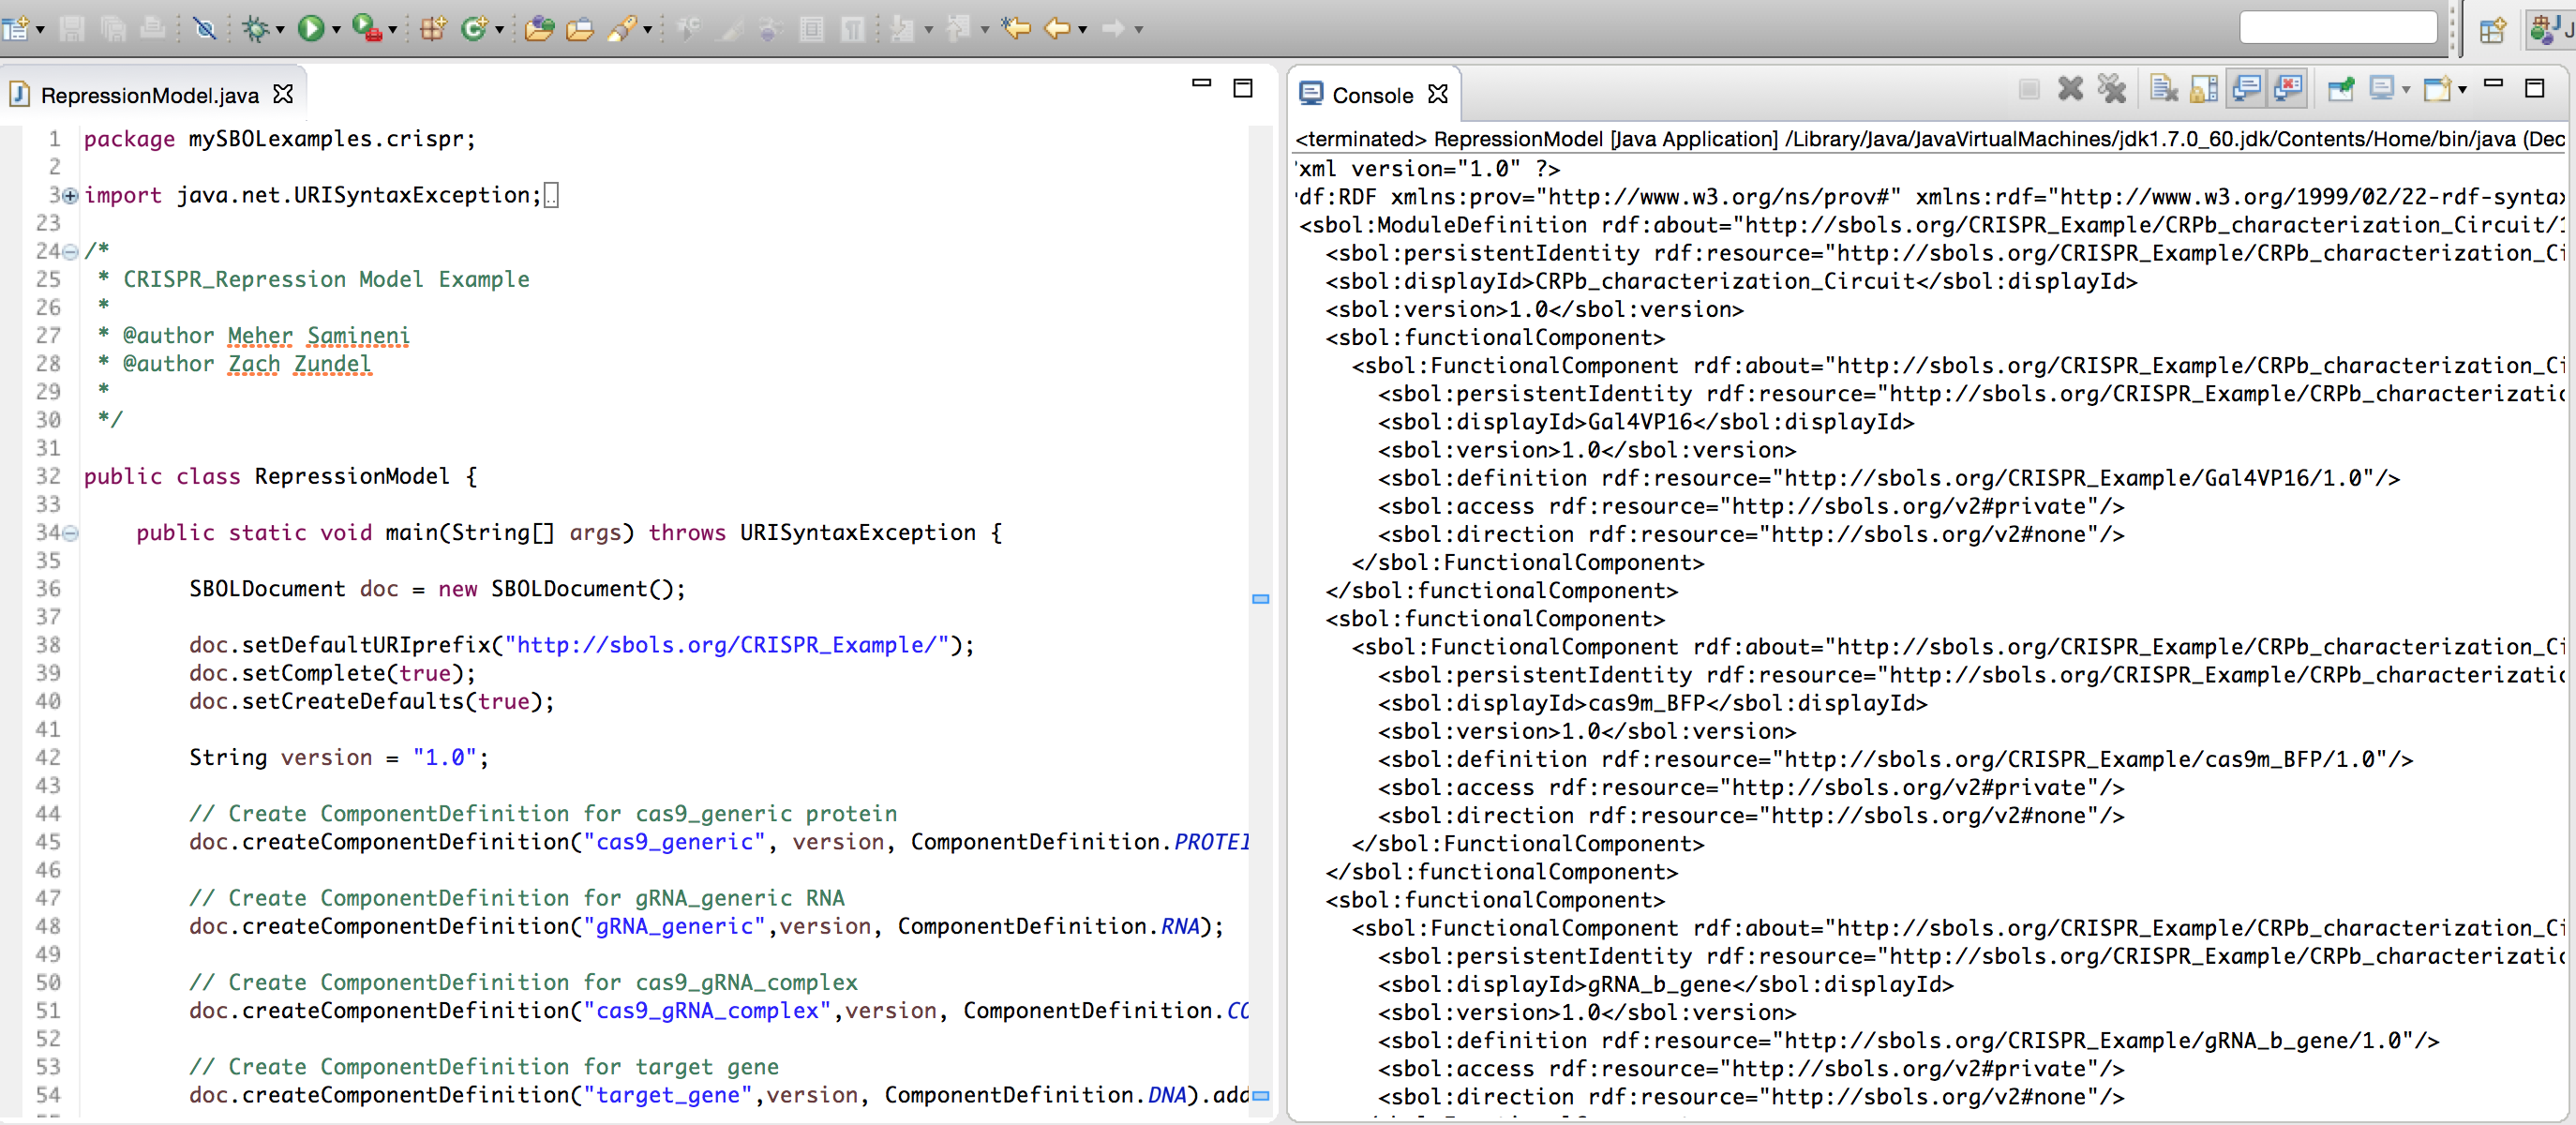 RepressionModel.java
1 package mySBOLexamples.crispr;
2
3 import java.net.URISyntaxException;
23
24 /*
25 * CRISPR_Repression Model Example
26 *
27 * @author Meher Samineni
28 * @author Zach Zundel
29 *
30 */
31
32 public class RepressionModel {
33
34 public static void main(String[] args) throws URISyntaxException {
35
36 SBOLDocument doc = new SBOLDocument();
37
38 doc.setDefaultURIprefix("http://sbols.org/CRISPR_Example/");
39 doc.setComplete(true);
40 doc.setCreateDefaults(true);
41
42 String version = "1.0";
43
44 // Create ComponentDefinition for cas9_generic protein
45 doc.createComponentDefinition("cas9_generic", version, ComponentDefinition.PROTEI
46
47 // Create ComponentDefinition for gRNA_generic RNA
48 doc.createComponentDefinition("gRNA_generic",version, ComponentDefinition.RNA);
49
50 // Create ComponentDefinition for cas9_gRNA_complex
51 doc.createComponentDefinition("cas9_gRNA_complex",version, ComponentDefinition.CO
52
53 // Create ComponentDefinition for target gene
54 doc.createComponentDefinition("target_gene",version, ComponentDefinition.DNA).add
Console
<terminated> RepressionModel [Java Application] /Library/Java/JavaVirtualMachines/jdk1.7.0_60.jdk/Contents/Home/bin/java (Dec
xml version="1.0" ?>
df:RDF xmlns:prov="http://www.w3.org/ns/prov#" xmlns:rdf="http://www.w3.org/1999/02/22-rdf-syntax
<sbol:ModuleDefinition rdf:about="http://sbols.org/CRISPR_Example/CRPb_characterization_Circuit/1
<sbol:persistentIdentity rdf:resource="http://sbols.org/CRISPR_Example/CRPb_characterization_Ci
<sbol:displayId>CRPb_characterization_Circuit</sbol:displayId>
<sbol:version>1.0</sbol:version>
<sbol:functionalComponent>
<sbol:FunctionalComponent rdf:about="http://sbols.org/CRISPR_Example/CRPb_characterization_Ci
<sbol:persistentIdentity rdf:resource="http://sbols.org/CRISPR_Example/CRPb_characterizatic
<sbol:displayId>Gal4VP16</sbol:displayId>
<sbol:version>1.0</sbol:version>
<sbol:definition rdf:resource="http://sbols.org/CRISPR_Example/Gal4VP16/1.0"/>
<sbol:access rdf:resource="http://sbols.org/v2#private"/>
<sbol:direction rdf:resource="http://sbols.org/v2#none"/>
</sbol:FunctionalComponent>
</sbol:functionalComponent>
<sbol:functionalComponent>
<sbol:FunctionalComponent rdf:about="http://sbols.org/CRISPR_Example/CRPb_characterization_Ci
<sbol:persistentIdentity rdf:resource="http://sbols.org/CRISPR_Example/CRPb_characterizatic
<sbol:displayId>cas9m_BFP</sbol:displayId>
<sbol:version>1.0</sbol:version>
<sbol:definition rdf:resource="http://sbols.org/CRISPR_Example/cas9m_BFP/1.0"/>
<sbol:access rdf:resource="http://sbols.org/v2#private"/>
<sbol:direction rdf:resource="http://sbols.org/v2#none"/>
</sbol:FunctionalComponent>
</sbol:functionalComponent>
<sbol:functionalComponent>
<sbol:FunctionalComponent rdf:about="http://sbols.org/CRISPR_Example/CRPb_characterization_Ci
<sbol:persistentIdentity rdf:resource="http://sbols.org/CRISPR_Example/CRPb_characterizatic
<sbol:displayId>gRNA_b_gene</sbol:displayId>
<sbol:version>1.0</sbol:version>
<sbol:definition rdf:resource="http://sbols.org/CRISPR_Example/gRNA_b_gene/1.0"/>
<sbol:access rdf:resource="http://sbols.org/v2#private"/>
<sbol:direction rdf:resource="http://sbols.org/v2#none"/>